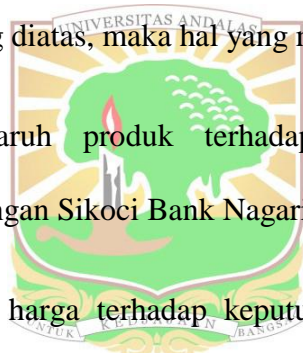 UNIVERSITAS ANDALAS
g diatas, maka hal yang
aruh produk terhadap
ngan Sikoci Bank Nagari
harga terhadap keputu
UNTUK KEDJAJAAN BANGSA